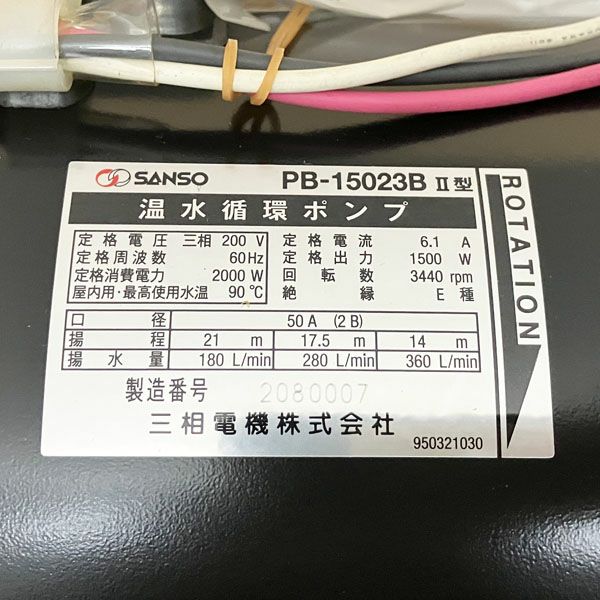 SANSO PB-15023B II型
温水循環ポンプ
定格電圧 三相 200 V 定格電流 6.1 A
定格周波数 60Hz 定格出力 1500 W
定格消費電力 2000 W 回転数 3440 rpm
屋内用・最高使用水温 90℃ 絶縁 E種
口径 50A (2B)
揚程 21 m 17.5 m 14 m
揚水量 180 L/min 280 L/min 360 L/min
製造番号 2080007
三相電機株式会社 950321030
ROTATION